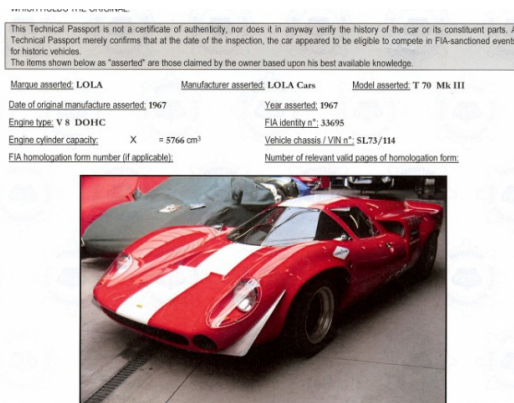 WHICH HOLDS THE ORIGINAL.
This Technical Passport is not a certificate of authenticity, nor does it in anyway verify the history of the car or its constituent parts. A
Technical Passport merely confirms that at the date of the inspection, the car appeared to be eligible to compete in FIA-sanctioned events
for historic vehicles.
The items shown below as "asserted" are those claimed by the owner based upon his best available knowledge.
Marque asserted: LOLA Manufacturer asserted: LOLA Cars Model asserted: T 70 Mk III
Date of original manufacture asserted: 1967 Year asserted: 1967
Engine type: V 8 DOHC FIA identity n°: 33695
Engine cylinder capacity: X = 5766 cm³ Vehicle chassis / VIN n°: SL73/114
FIA homologation form number (if applicable): Number of relevant valid pages of homologation form: